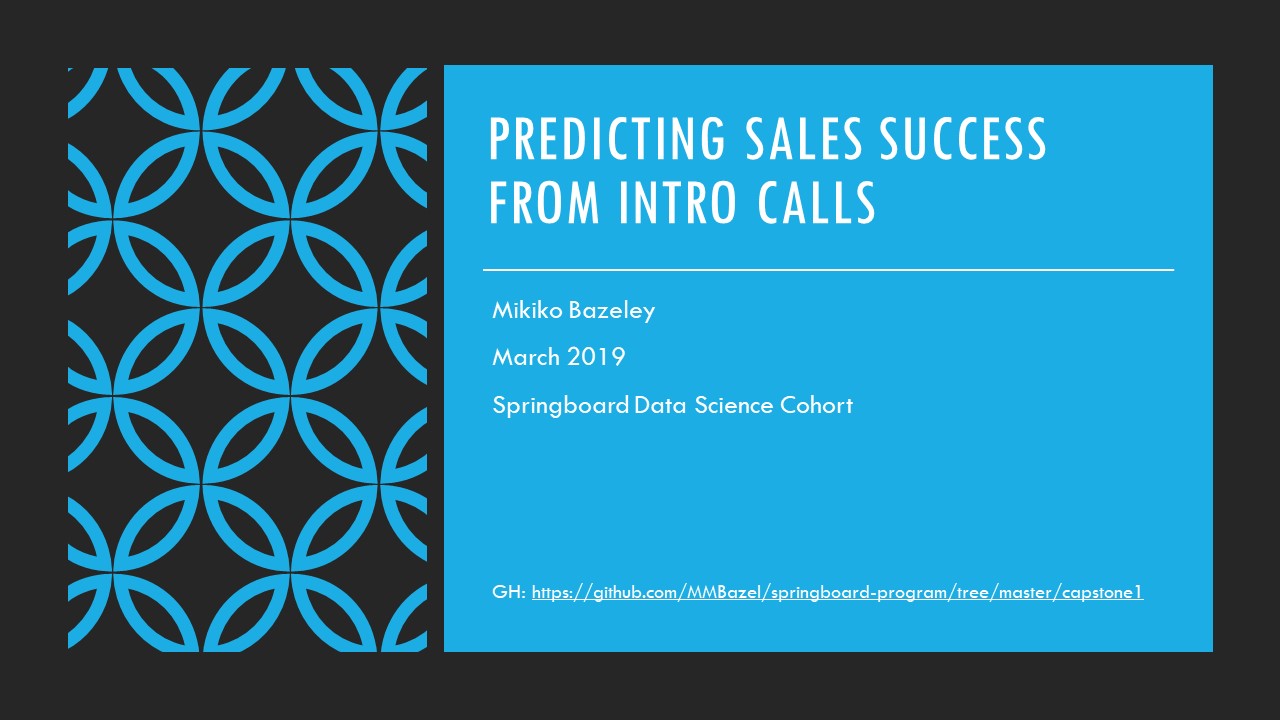 PREDICTING SALES SUCCESS
FROM INTRO CALLS
Mikiko Bazeley
March 2019
Springboard Data Science Cohort
GH: https://github.com/MMBazel/springboard-program/tree/master/capstone1